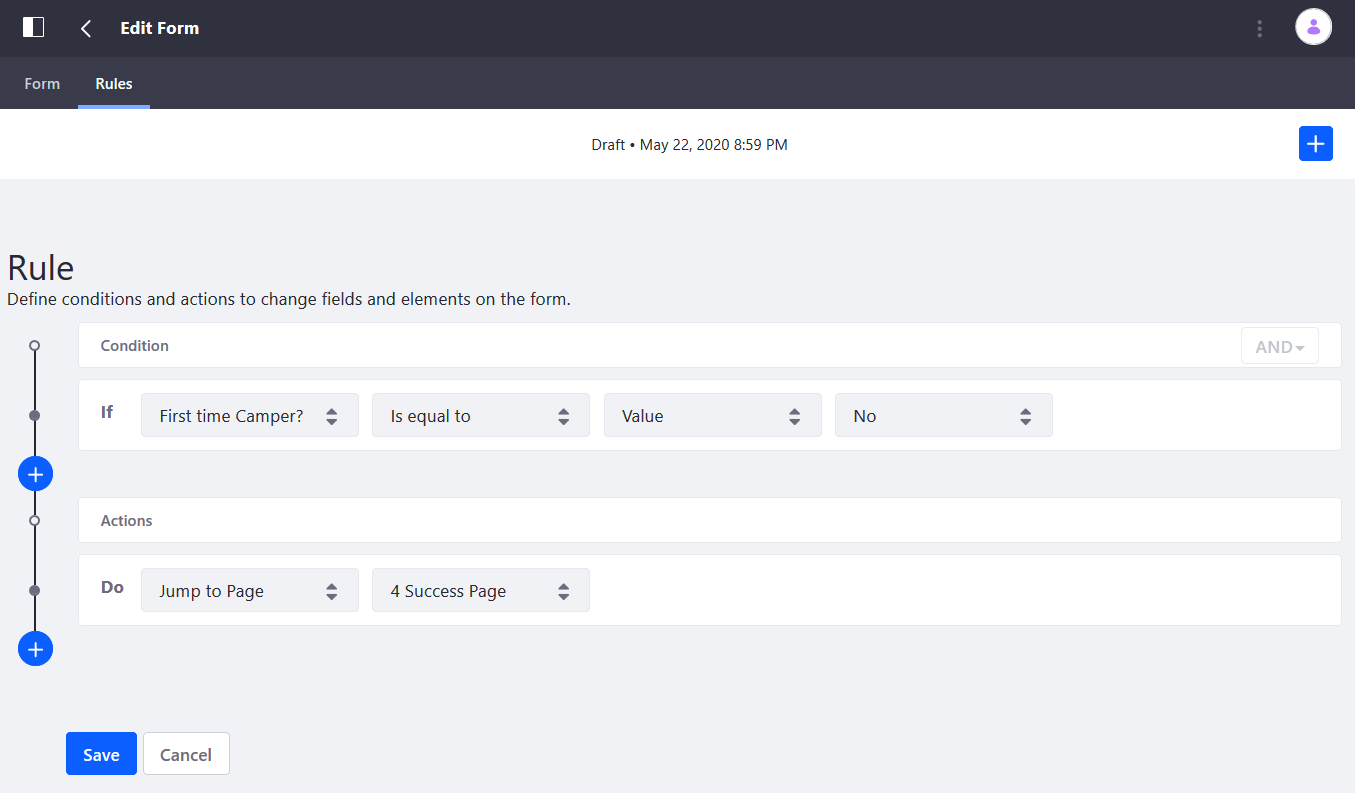 Edit Form
Form Rules
Draft • May 22, 2020 8:59 PM
Rule
Define conditions and actions to change fields and elements on the form.
Condition AND
If First time Camper? Is equal to Value No
Actions
Do Jump to Page 4 Success Page
Save Cancel